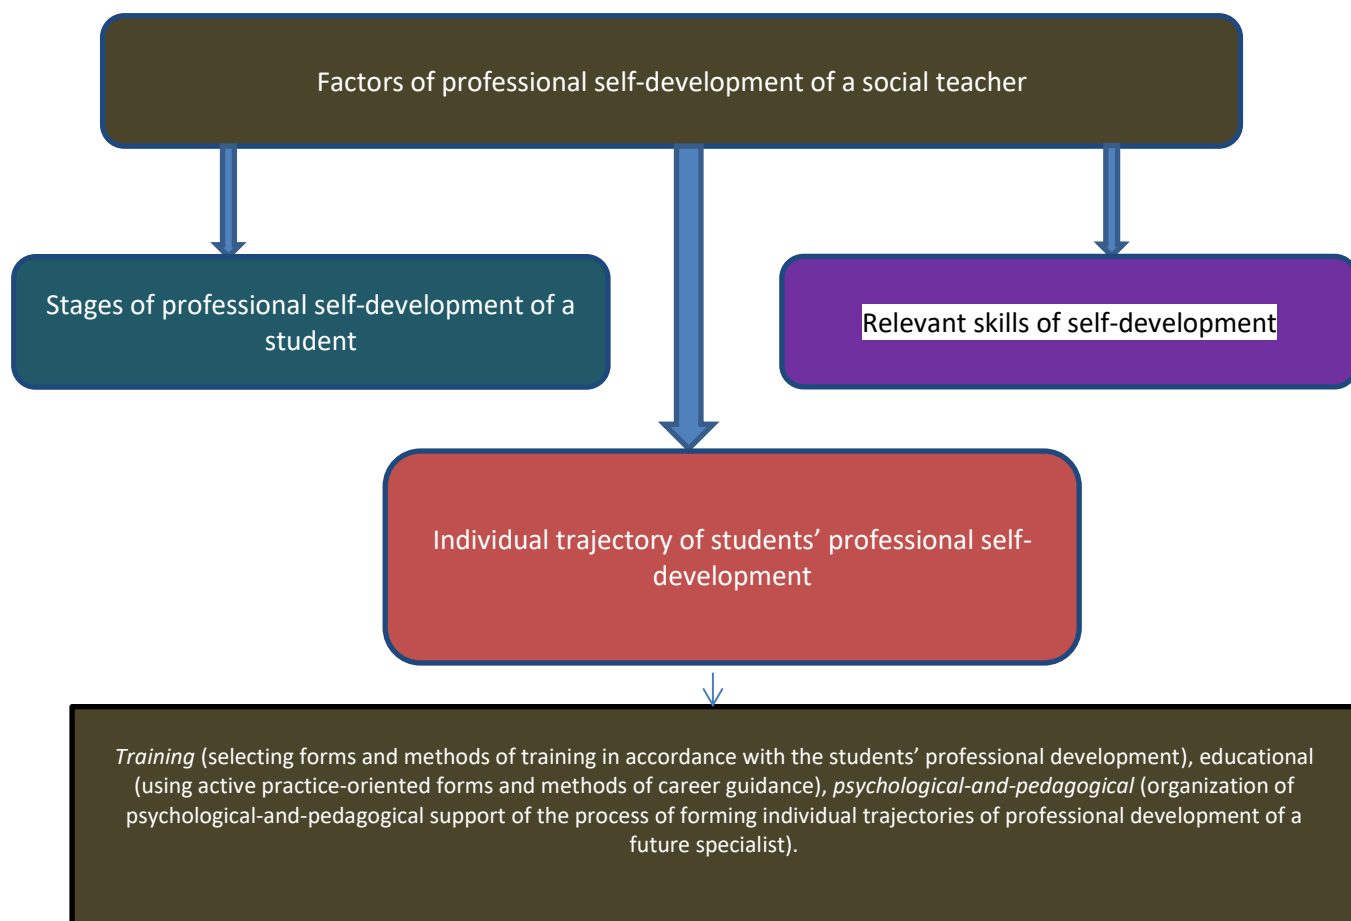 Factors of professional self-development of a social teacher
Stages of professional self-development of a
student
Relevant skills of self-development
Individual trajectory of students’ professional self-
development
Training (selecting forms and methods of training in accordance with the students’ professional development), educational
(using active practice-oriented forms and methods of career guidance), psychological-and-pedagogical (organization of
psychological-and-pedagogical support of the process of forming individual trajectories of professional development of a
future specialist).